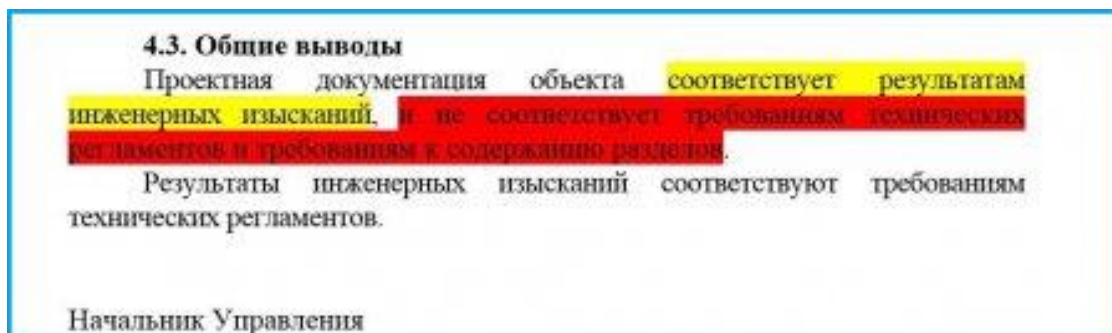 4.3. Общие выводы
Проектная документация объекта соответствует результатам
инженерных изысканий, и не соответствует требованиям технических
регламентов и требованиям к содержанию разделов.
Результаты инженерных изысканий соответствуют требованиям
технических регламентов.
Начальник Управления